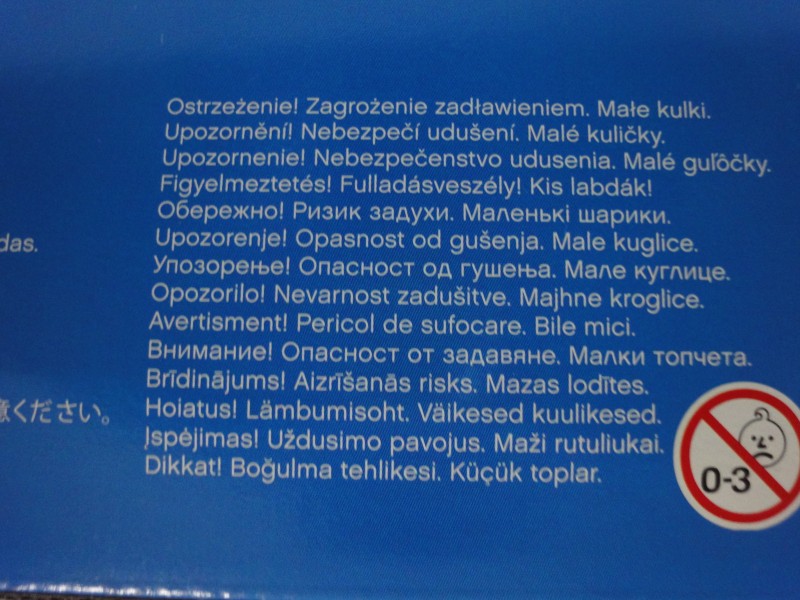 Ostrzeżenie! Zagrożenie zadławieniem. Małe kulki.
Upozornění! Nebezpečí udušení. Malé kuličky.
Upozornenie! Nebezpečenstvo udusenia. Malé guľôčky.
Figyelmeztetés! Fulladásveszély! Kis labdák!
Обережно! Ризик задухи. Маленькі шарики.
das.
Upozorenje! Opasnost od gušenja. Male kuglice.
Упозорење! Опасност од гушења. Мале куглице.
Opozorilo! Nevarnost zadušitve. Majhne kroglice.
Avertisment! Pericol de sufocare. Bile mici.
Внимание! Опасност от задавяне. Малки топчета.
Brīdinājums! Aizrīšanās risks. Mazas lodītes.
意ください。
Hoiatus! Lämbumisoht. Väikesed kuulikesed.
Įspėjimas! Uždusimo pavojus. Maži rutuliukai.
Dikkat! Boğulma tehlikesi. Küçük toplar.
0-3